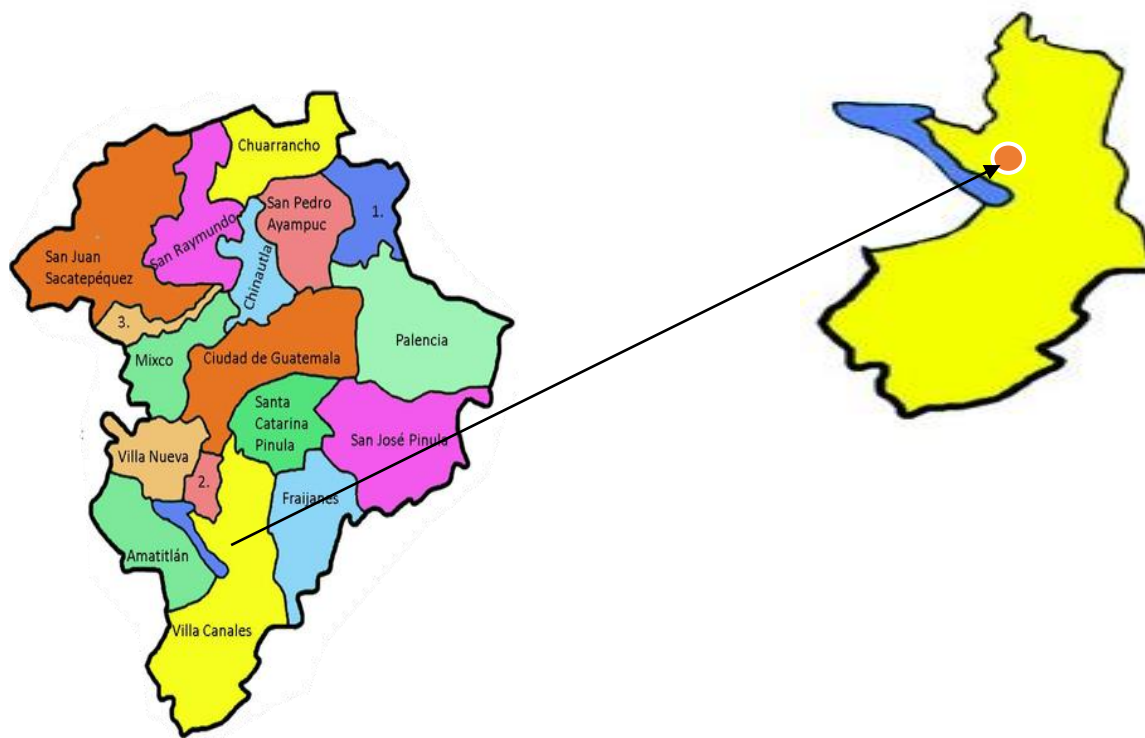 Chuarrancho
San Pedro
Ayampuc
1.
San Raymundo
San Juan
Sacatepéquez
Chinautla
3.
Mixco
Ciudad de Guatemala
Palencia
Santa
Catarina
Pinula
San José Pinula
Villa Nueva
2.
Fraijanes
Amatitlán
Villa Canales